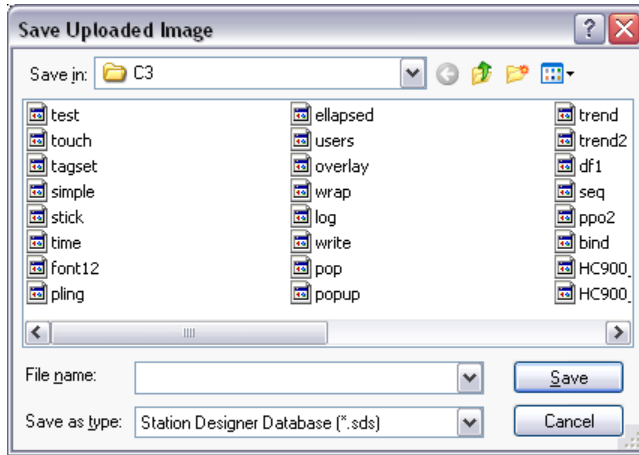 Save Uploaded Image
Save in: C3
test
touch
tagset
simple
stick
time
font12
pling
ellapsed
users
overlay
wrap
log
write
pop
popup
trend
trend2
df1
seq
ppo2
bind
HC900_
HC900_
File name:
Save
Save as type: Station Designer Database (*.sds)
Cancel